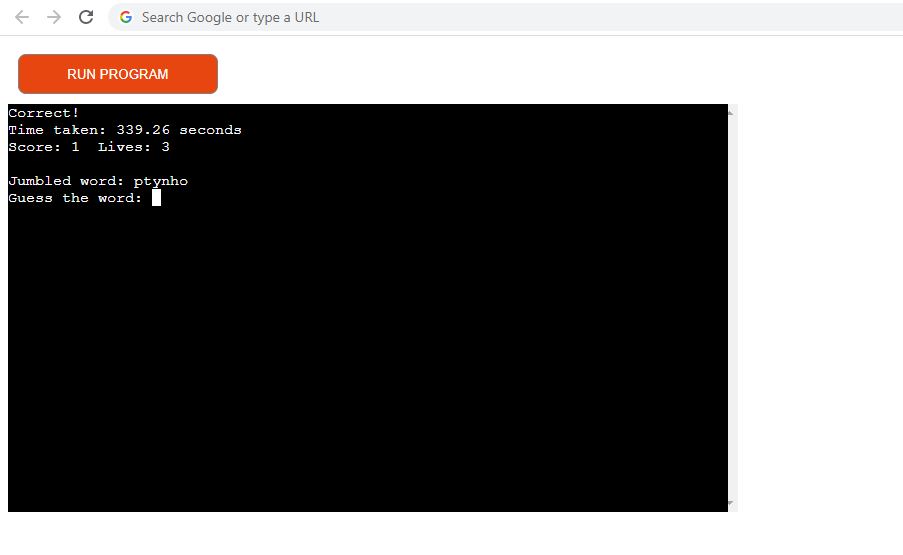 Search Google or type a URL
RUN PROGRAM
Correct!
Time taken: 339.26 seconds
Score: 1  Lives: 3
Jumbled word: ptynho
Guess the word: